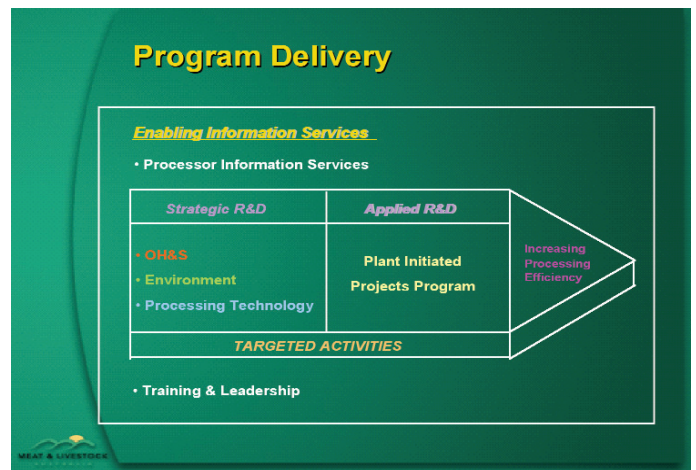 Program Delivery
Enabling Information Services
• Processor Information Services
Strategic R&D
Applied R&D
• OH&S
• Environment
• Processing Technology
Plant Initiated
Projects Program
Increasing
Processing
Efficiency
TARGETED ACTIVITIES
• Training & Leadership
MEAT & LIVESTOCK